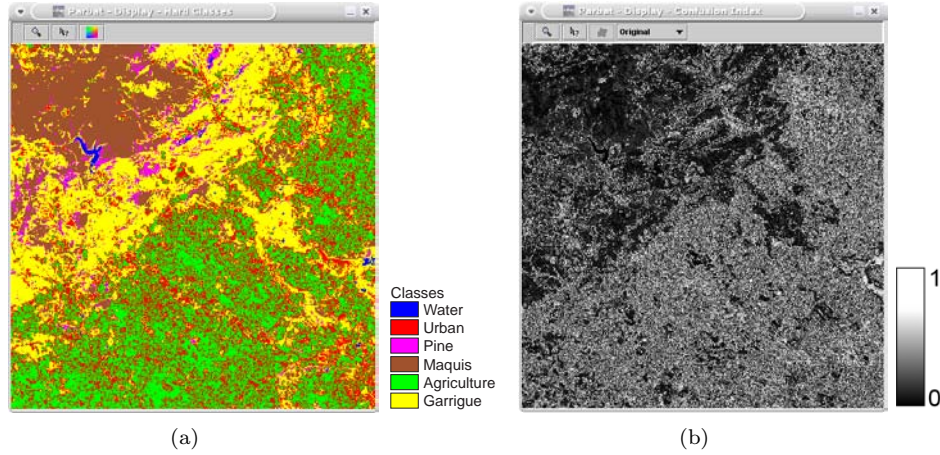 Parbat - Display - Hard Classes
Classes
Water
Urban
Pine
Maquis
Agriculture
Garrigue
(a)
Parbat - Display - Confusion Index
Original
1
0
(b)